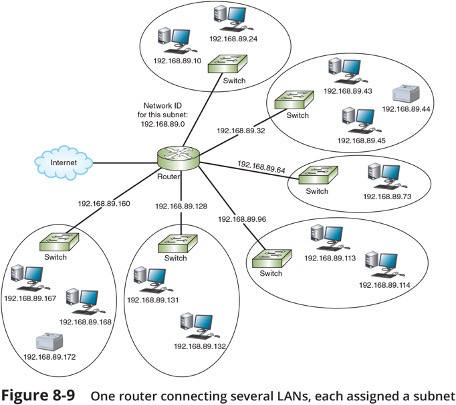 192.168.89.24
192.168.89.10
Switch
Network ID
for this subnet:
192.168.89.0
192.168.89.43
192.168.89.44
Switch
192.168.89.32
192.168.89.45
Internet
Router
192.168.89.64
Switch
192.168.89.73
192.168.89.160
192.168.89.128
192.168.89.96
Switch
192.168.89.167
192.168.89.168
192.168.89.172
Switch
192.168.89.131
192.168.89.132
Switch
192.168.89.113
192.168.89.114
Figure 8-9 One router connecting several LANs, each assigned a subnet